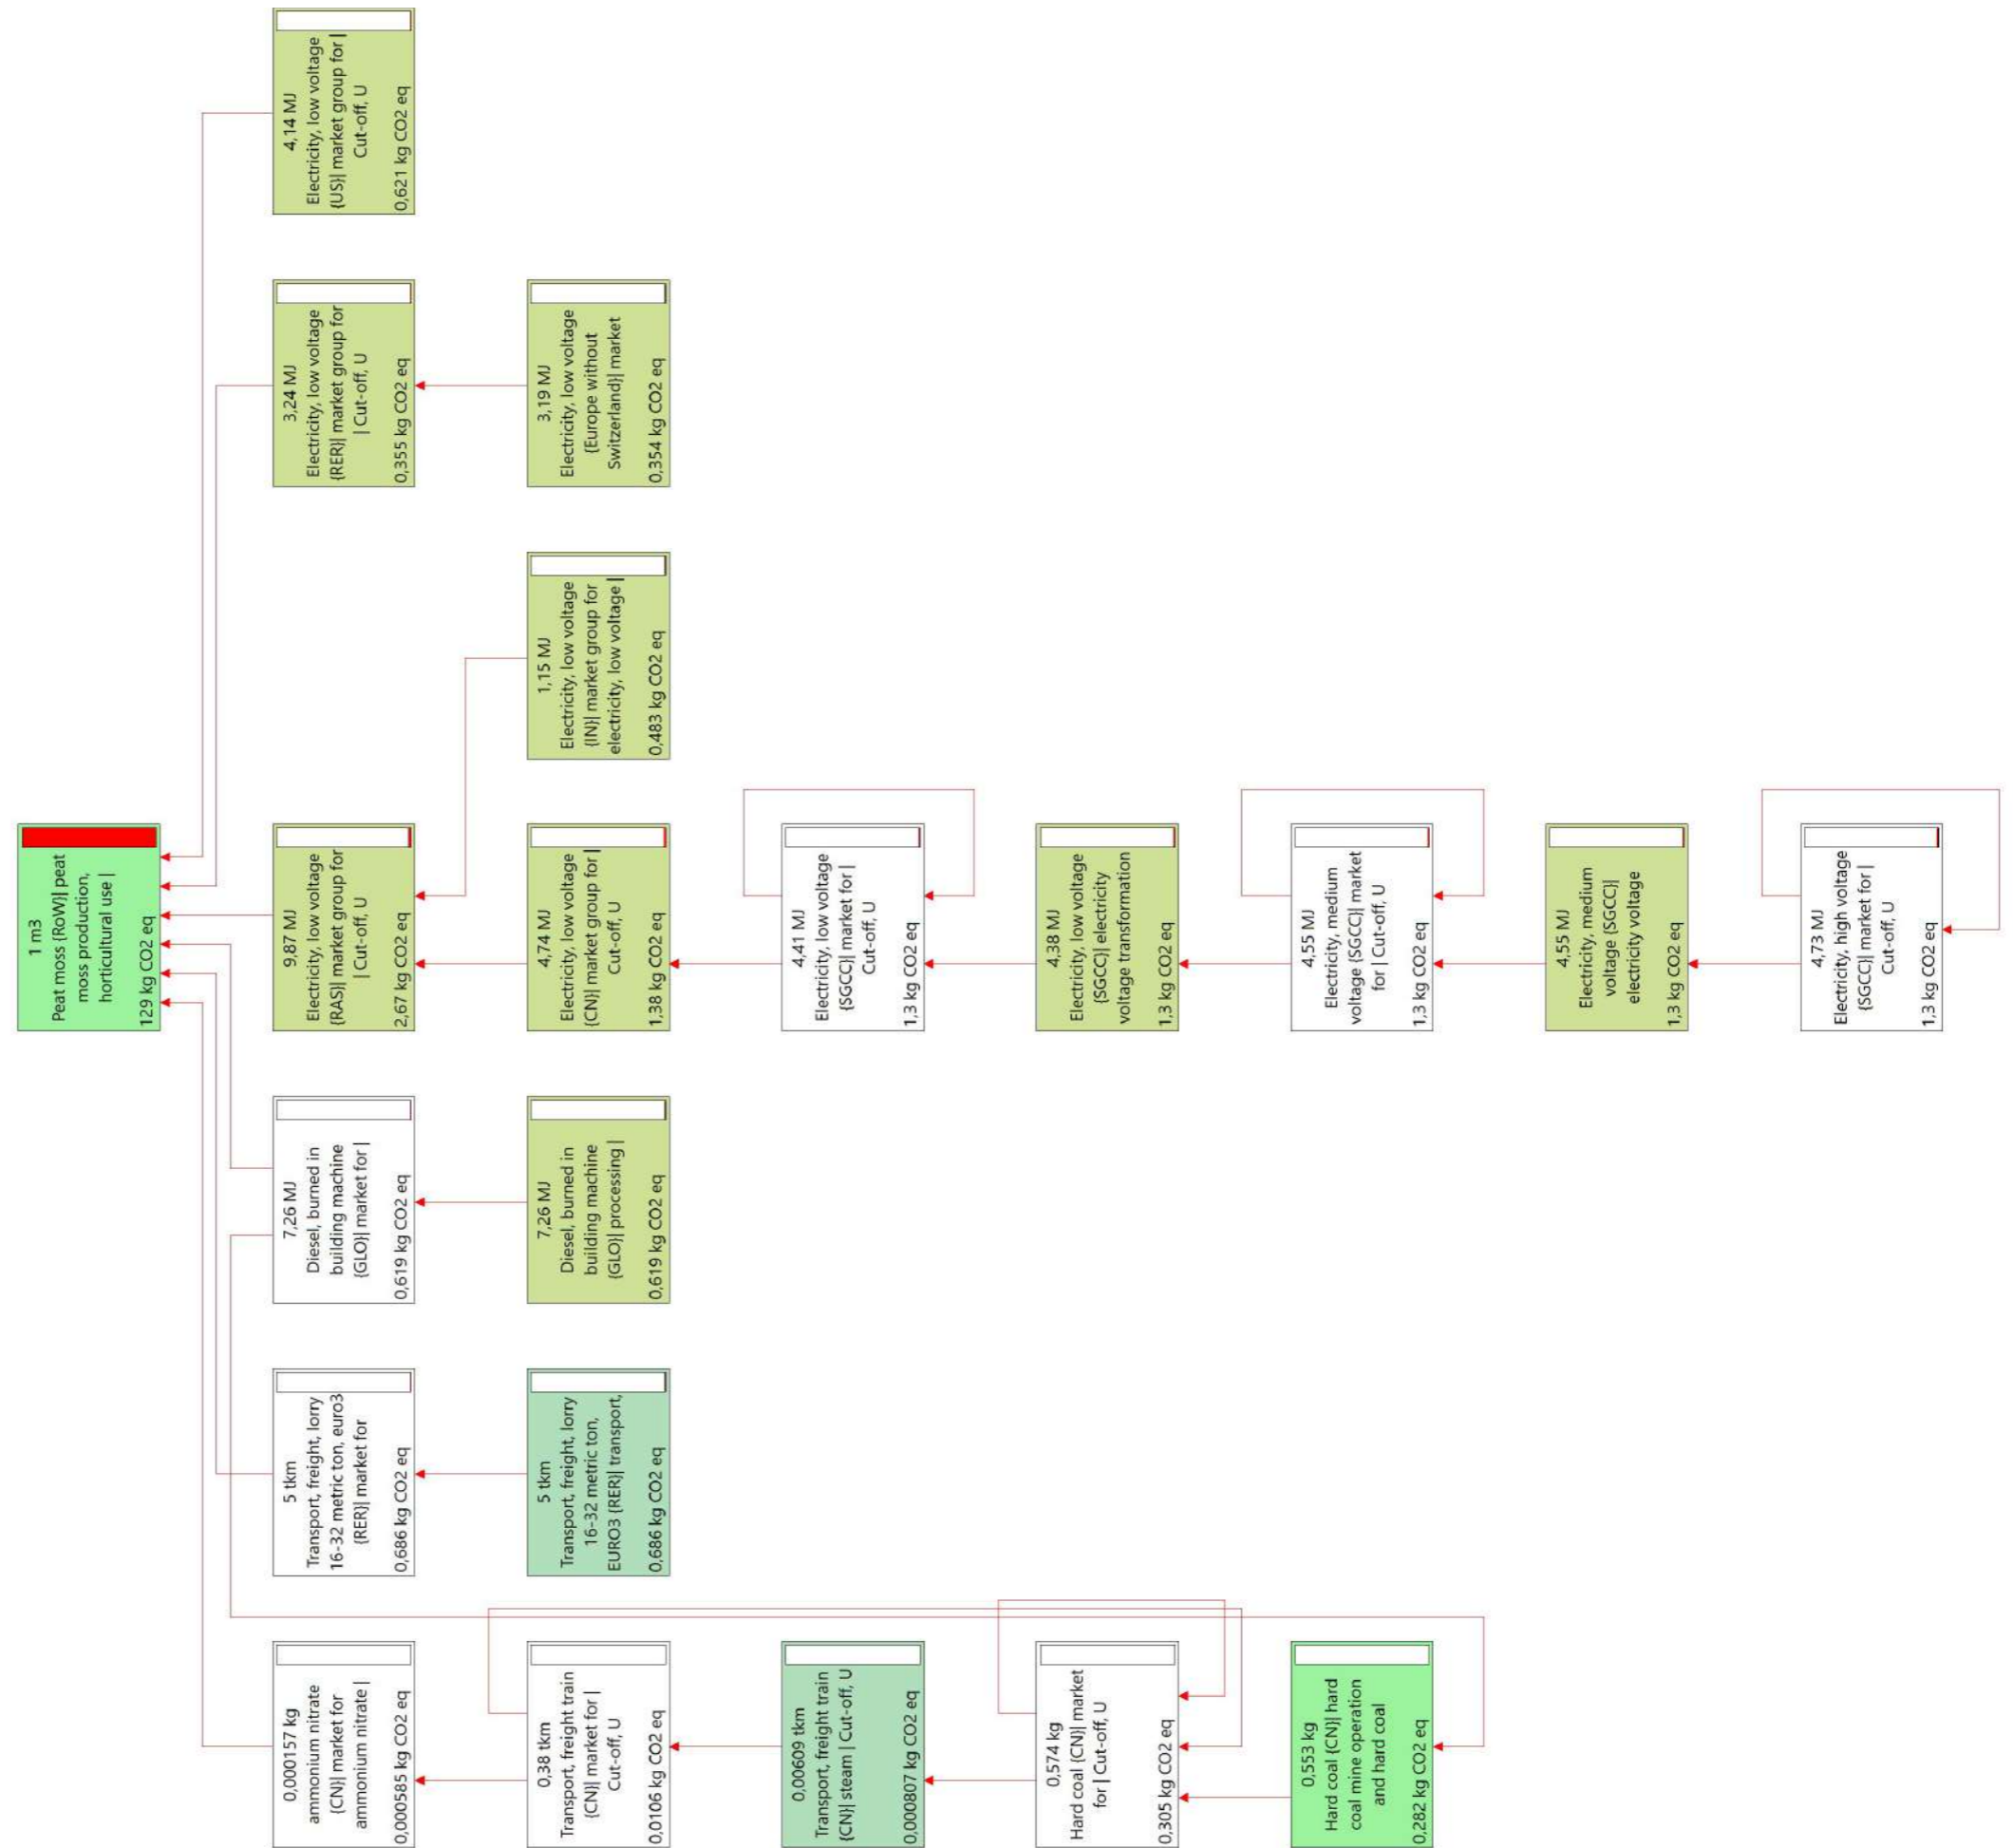 1 m3
Peat moss {RoW}| peat
moss production,
horticultural use |
129 kg CO2 eq
0,000157 kg
ammonium nitrate
{CN}| market for
ammonium nitrate |
0,000585 kg CO2 eq
5 tkm
Transport, freight, lorry
16-32 metric ton, euro3
{RER}| market for
0,686 kg CO2 eq
7,26 MJ
Diesel, burned in
building machine
{GLO}| market for |
0,619 kg CO2 eq
9,87 MJ
Electricity, low voltage
{RAS}| market group for
| Cut-off, U
2,67 kg CO2 eq
3,24 MJ
Electricity, low voltage
{RER}| market group for
| Cut-off, U
0,355 kg CO2 eq
4,14 MJ
Electricity, low voltage
{US}| market group for |
Cut-off, U
0,621 kg CO2 eq
0,38 tkm
Transport, freight train
{CN}| market for |
Cut-off, U
0,0106 kg CO2 eq
5 tkm
Transport, freight, lorry
16-32 metric ton,
EURO3 {RER}| transport,
0,686 kg CO2 eq
7,26 MJ
Diesel, burned in
building machine
{GLO}| processing |
0,619 kg CO2 eq
4,74 MJ
Electricity, low voltage
{CN}| market group for |
Cut-off, U
1,38 kg CO2 eq
1,15 MJ
Electricity, low voltage
{IN}| market group for
electricity, low voltage |
0,483 kg CO2 eq
3,19 MJ
Electricity, low voltage
{Europe without
Switzerland}| market
0,354 kg CO2 eq
0,00609 tkm
Transport, freight train
{CN}| steam | Cut-off, U
0,000807 kg CO2 eq
4,41 MJ
Electricity, low voltage
{SGCC}| market for |
Cut-off, U
1,3 kg CO2 eq
0,574 kg
Hard coal {CN}| market
for | Cut-off, U
0,305 kg CO2 eq
4,38 MJ
Electricity, low voltage
{SGCC}| electricity
voltage transformation
1,3 kg CO2 eq
0,553 kg
Hard coal {CN}| hard
coal mine operation
and hard coal
0,282 kg CO2 eq
4,55 MJ
Electricity, medium
voltage {SGCC}| market
for | Cut-off, U
1,3 kg CO2 eq
4,55 MJ
Electricity, medium
voltage {SGCC}|
electricity voltage
1,3 kg CO2 eq
4,73 MJ
Electricity, high voltage
{SGCC}| market for |
Cut-off, U
1,3 kg CO2 eq